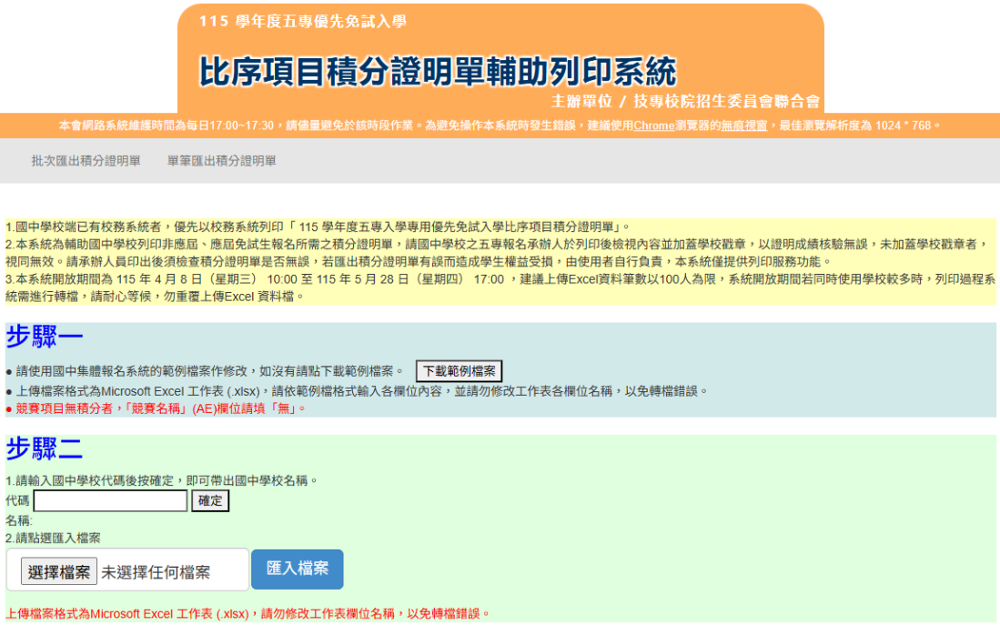 115 學年度五專優先免試入學
比序項目積分證明單輔助列印系統
主辦單位 / 技專校院招生委員會聯合會
本會網路系統維護時間為每日17:00~17:30，請儘量避免於該時段作業。為避免操作本系統時發生錯誤，建議使用Chrome瀏覽器的無痕視窗，最佳瀏覽解析度為 1024 * 768。
批次匯出積分證明單　單筆匯出積分證明單
1.國中學校端已有校務系統者，優先以校務系統列印「 115 學年度五專入學專用優先免試入學比序項目積分證明單」。
2.本系統為輔助國中學校列印非應屆、應屆免試生報名所需之積分證明單，請國中學校之五專報名承辦人於列印後檢視內容並加蓋學校戳章，以證明成績核驗無誤，未加蓋學校戳章者，
視同無效。請承辦人員印出後須檢查積分證明單是否無誤，若匯出積分證明單有誤而造成學生權益受損，由使用者自行負責，本系統僅提供列印服務功能。
3.本系統開放期間為 115 年 4 月 8 日（星期三） 10:00 至 115 年 5 月 28 日（星期四） 17:00 ，建議上傳Excel資料筆數以100人為限，系統開放期間若同時使用學校較多時，列印過程系
統需進行轉檔，請耐心等候，勿重覆上傳Excel 資料檔。
步驟一
● 請使用國中集體報名系統的範例檔案作修改，如沒有請點下載範例檔案。 下載範例檔案
● 上傳檔案格式為Microsoft Excel 工作表 (.xlsx)，請依範例檔格式輸入各欄位內容，並請勿修改工作表各欄位名稱，以免轉檔錯誤。
● 競賽項目無積分者，「競賽名稱」(AE)欄位請填「無」。
步驟二
1.請輸入國中學校代碼後按確定，即可帶出國中學校名稱。
代碼 確定
名稱:
2.請點選匯入檔案
選擇檔案 未選擇任何檔案 匯入檔案
上傳檔案格式為Microsoft Excel 工作表 (.xlsx)，請勿修改工作表欄位名稱，以免轉檔錯誤。